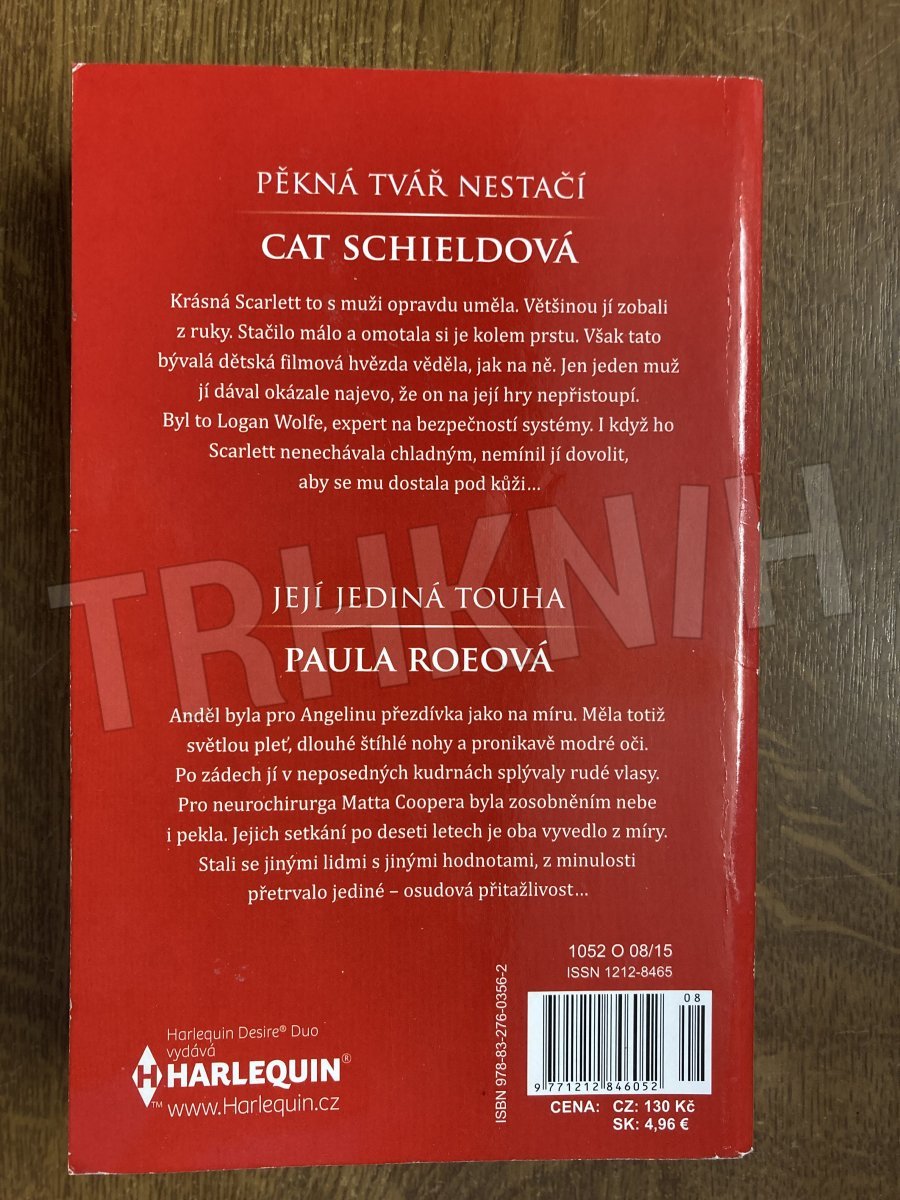 PĚKNÁ TVÁŘ NESTAČÍ
CAT SCHIELDOVÁ
Krásná Scarlett to s muži opravdu uměla. Většinou jí zobali
z ruky. Stačilo málo a omotala si je kolem prstu. Však tato
bývalá dětská filmová hvězda věděla, jak na ně. Jen jeden muž
jí dával okázale najevo, že on na její hry nepřistoupí.
Byl to Logan Wolfe, expert na bezpečností systémy. I když ho
Scarlett nenechávala chladným, nemínil jí dovolit,
aby se mu dostala pod kůži…
TRHKNIH
JEJÍ JEDINÁ TOUHA
PAULA ROEOVÁ
Anděl byla pro Angelinu přezdívka jako na míru. Měla totiž
světlou pleť, dlouhé štíhlé nohy a pronikavě modré oči.
Po zádech jí v neposedných kudrnách splývaly rudé vlasy.
Pro neurochirurga Matta Coopera byla zosobněním nebe
i pekla. Jejich setkání po deseti letech je oba vyvedlo z míry.
Stali se jinými lidmi s jinými hodnotami, z minulosti
přetrvalo jediné – osudová přitažlivost…
1052 O 08/15
ISSN 1212-8465
ISBN 978-83-276-0356-2
08
9 771212 846052
CENA: CZ: 130 Kč
SK: 4,96 €
Harlequin Desire® Duo
vydává
HARLEQUIN®
™ www.Harlequin.cz